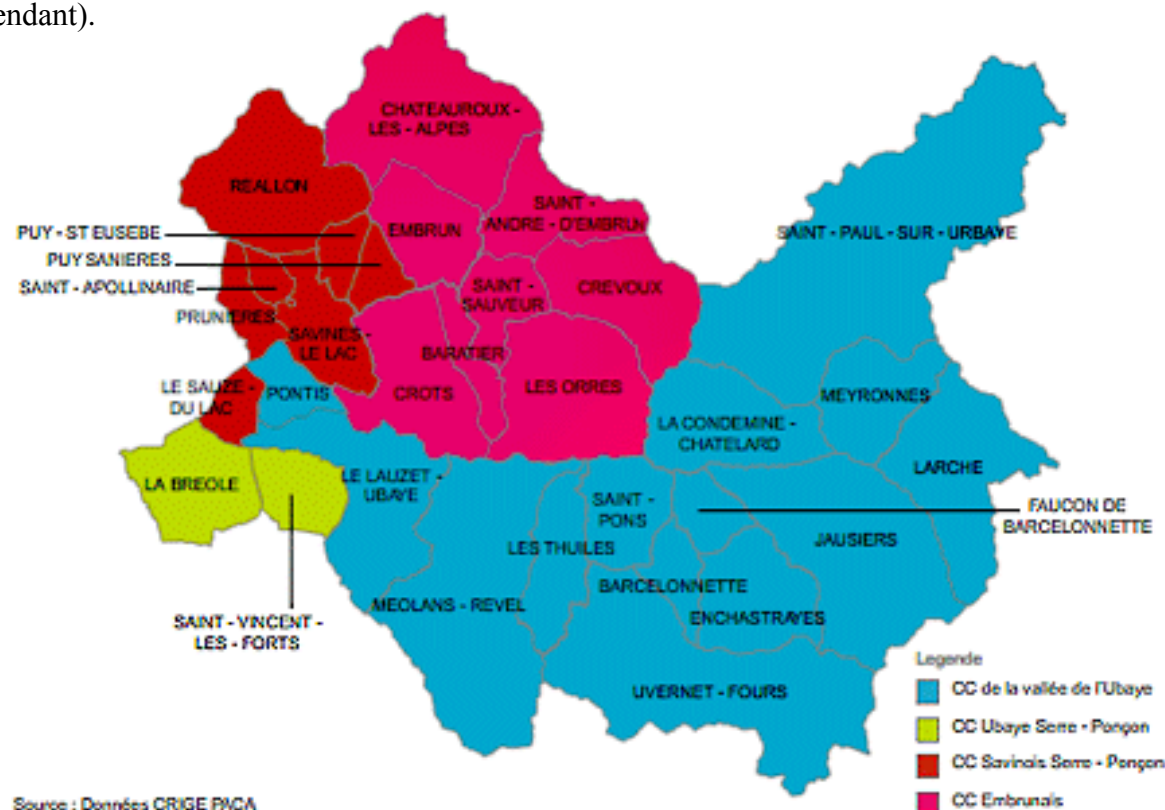 endant).
CHATEAUROUX -
LES - ALPES
REALLON
SAINT -
ANDRE - D'EMBRUN
PUY - ST EUSEBE
EMBRUN
SAINT - PAUL - SUR - URBAYE
PUY SANIERES
SAINT - APOLLINAIRE
SAINT -
SAUVEUR
CREVOUX
PRUNIERES
SAVINES -
LE LAC
BARATIER
LE SAUZE -
DU LAC
PONTIS
CROTS
LES ORRES
MEYRONNES
LA CONDEMINE -
CHATELARD
LARCHE
LA BREOLE
LE LAUZET -
UBAYE
SAINT -
PONS
FAUCON DE
BARCELONNETTE
LES THUILES
JAUSIERS
BARCELONNETTE
MEOLANS - REVEL
ENCHASTRAYES
SAINT - VINCENT -
LES - FORTS
UVERNET - FOURS
Legende
CC de la vallée de l'Ubaye
CC Ubaye Serre - Ponçon
CC Savinois Serre - Ponçon
CC Embrunais
Source : Données CRIGE PACA